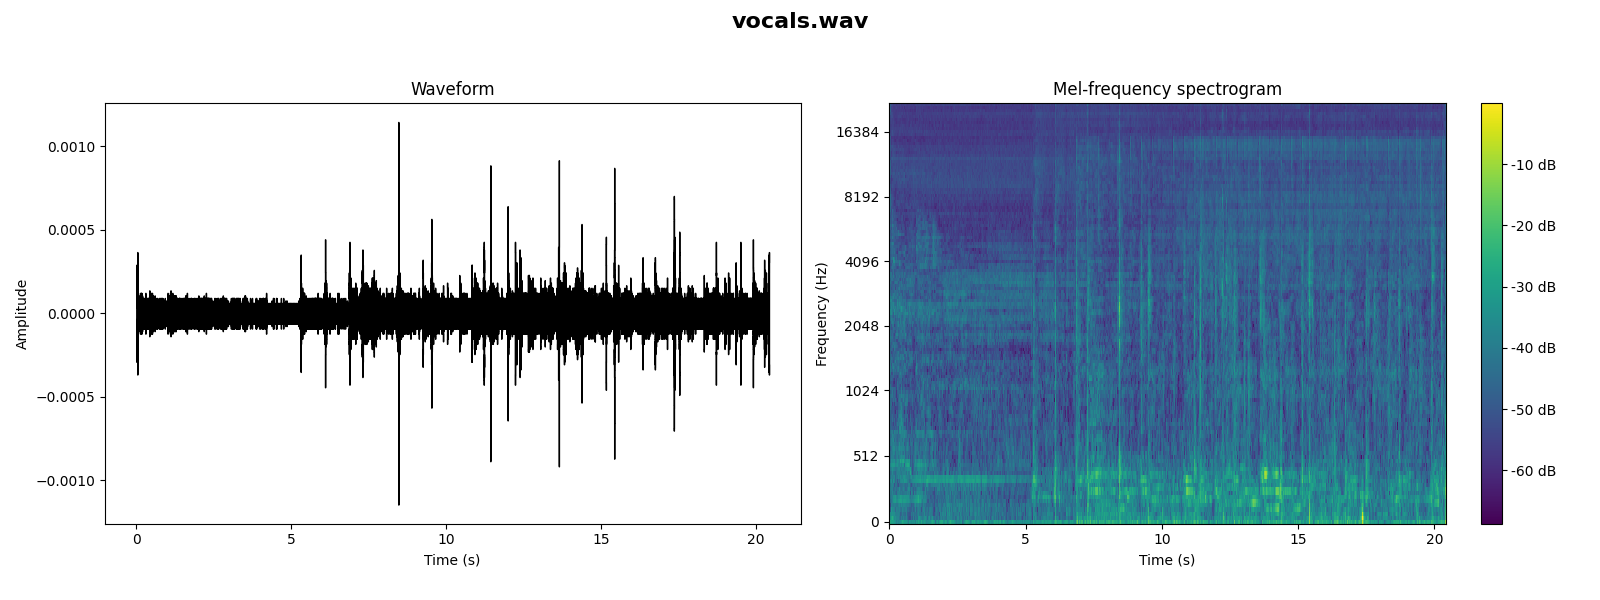 vocals.wav
Waveform
0.0010
0.0005
0.0000
−0.0005
−0.0010
Amplitude
0 5 10 15 20
Time (s)
Mel-frequency spectrogram
16384
8192
4096
2048
1024
512
0
Frequency (Hz)
0 5 10 15 20
Time (s)
-10 dB
-20 dB
-30 dB
-40 dB
-50 dB
-60 dB